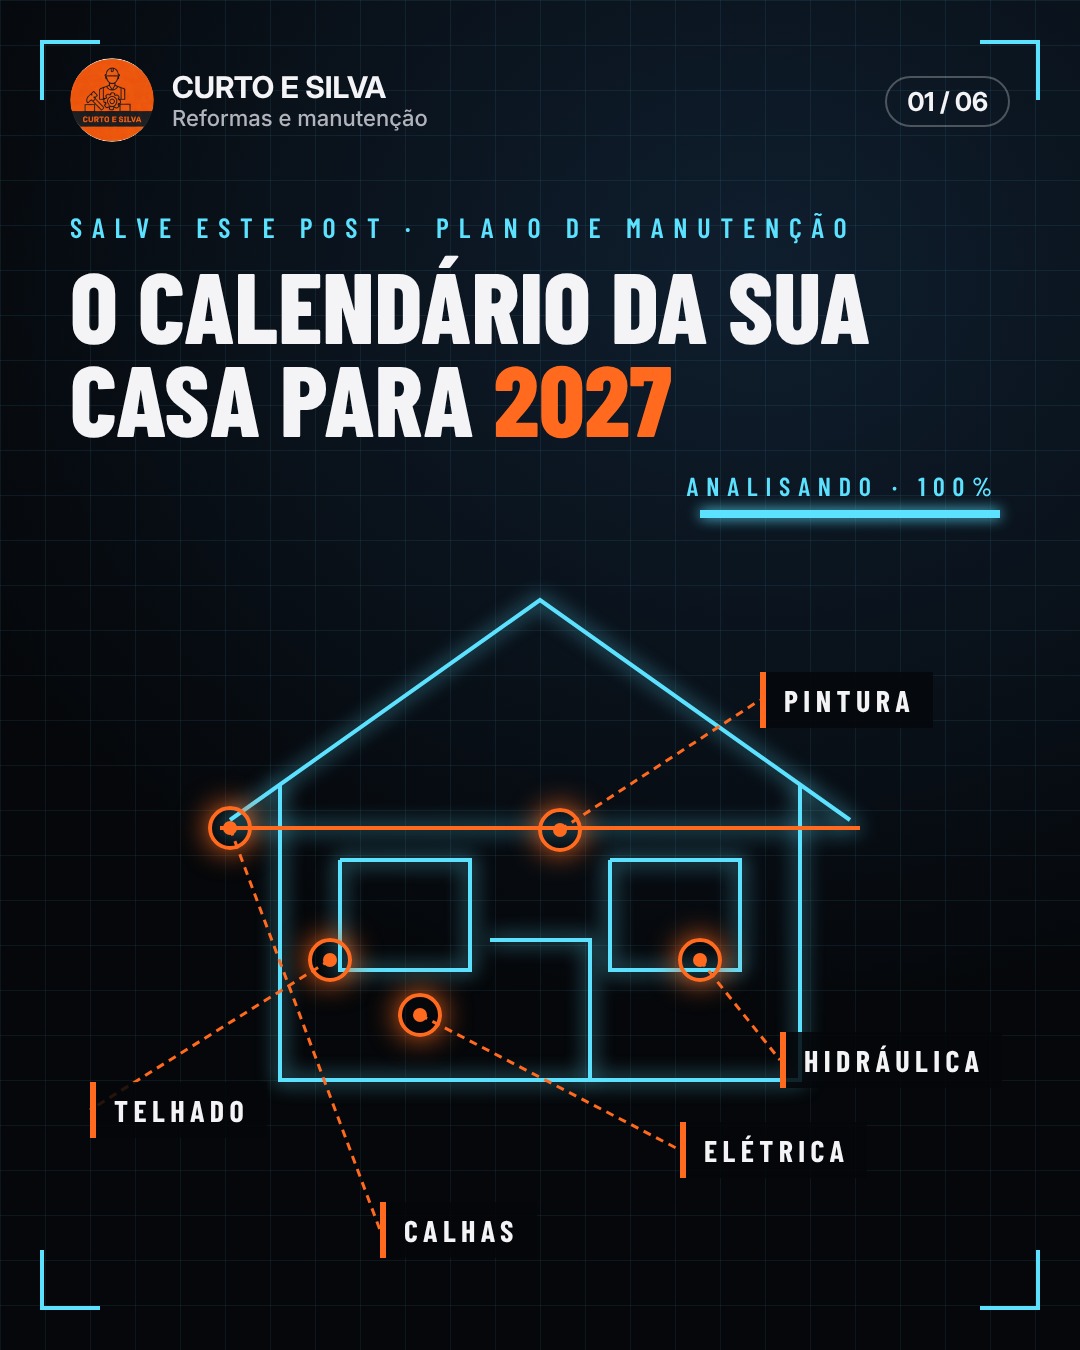 CURTO E SILVA
CURTO E SILVA
Reformas e manutenção
01 / 06
SALVE ESTE POST · PLANO DE MANUTENÇÃO
O CALENDÁRIO DA SUA
CASA PARA 2027
ANALISANDO · 100%
PINTURA
HIDRÁULICA
TELHADO
ELÉTRICA
CALHAS